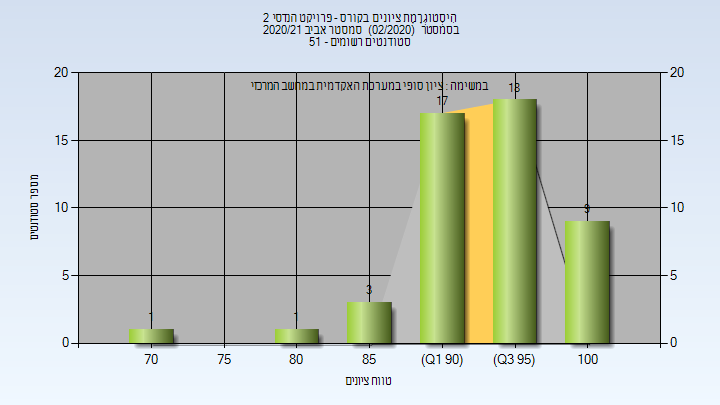 היסטוגרמת ציונים בקורס - פרויקט הנדסי 2
בסמסטר (02/2020) סמסטר אביב 2020/21
סטודנטים רשומים - 51
במשימה : ציון סופי במערכת האקדמית במחשב המרכזי
20
15
10
5
0
20
15
10
5
0
1
1
3
17
18
9
70
75
80
85
(Q1 90)
(Q3 95)
100
מספר סטודנטים
טווח ציונים